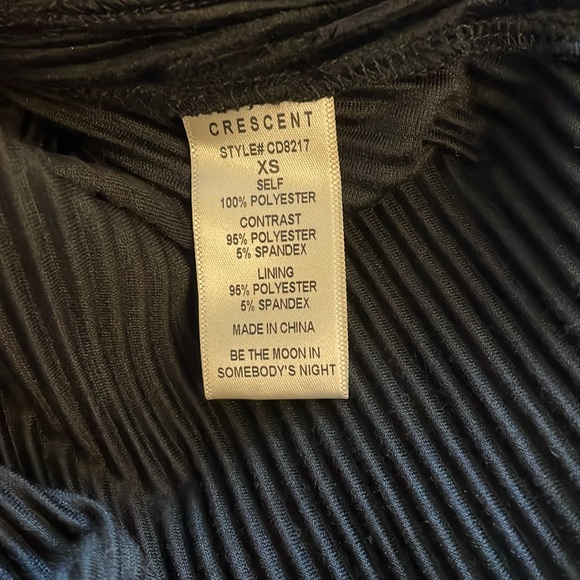 CRESCENT
STYLE# CD8217
XS
SELF
100% POLYESTER
CONTRAST
95% POLYESTER
5% SPANDEX
LINING
95% POLYESTER
5% SPANDEX
MADE IN CHINA
BE THE MOON IN
SOMEBODY'S NIGHT